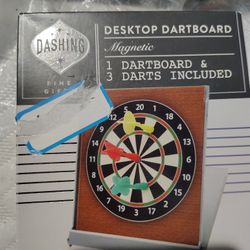 DASHING
FINE
GIFTS
DESKTOP DARTBOARD
Magnetic
1 DARTBOARD &
3 DARTS INCLUDED
20
5 1
12 18
9 4
14 13
11 6
8 10
16 15
7 2
19 17
3